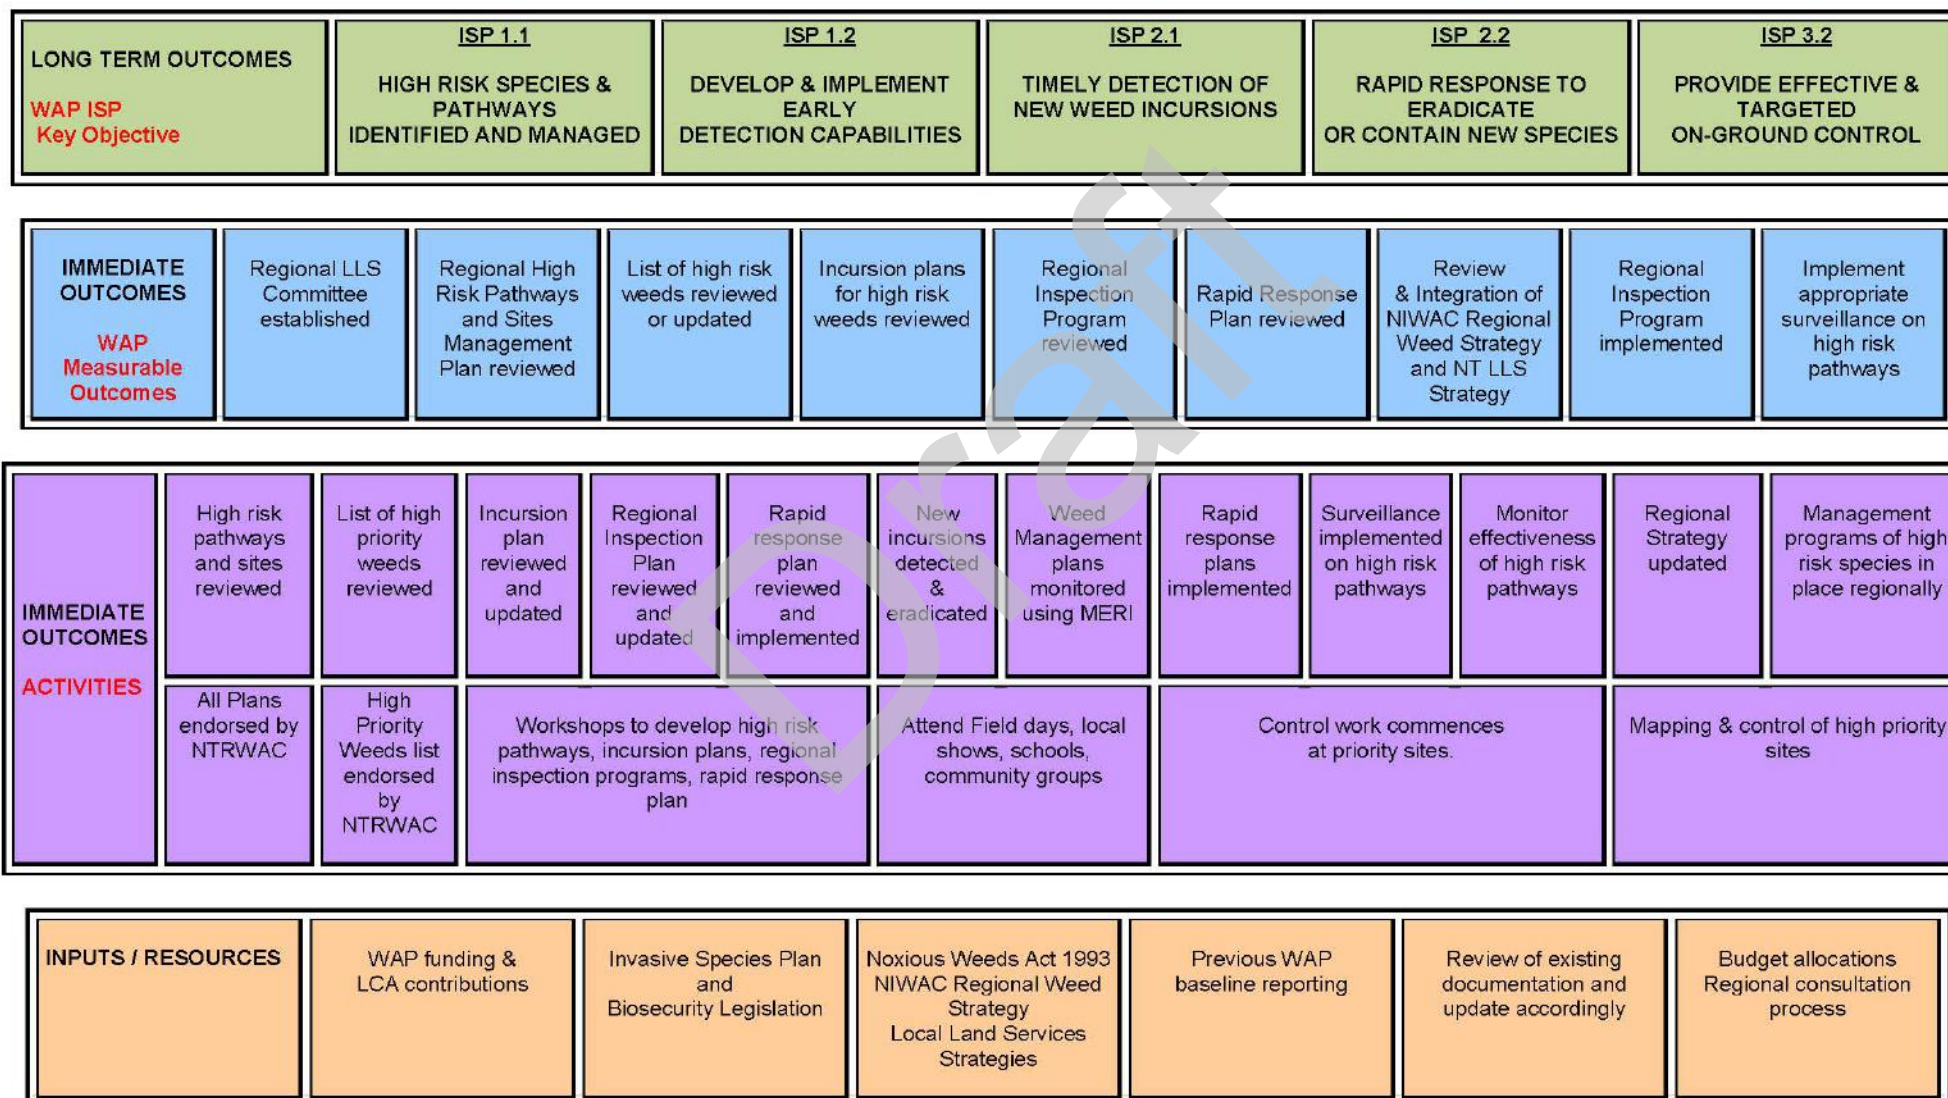 LONG TERM OUTCOMES
WAP ISP
Key Objective
ISP 1.1
HIGH RISK SPECIES &
PATHWAYS
IDENTIFIED AND MANAGED
ISP 1.2
DEVELOP & IMPLEMENT
EARLY
DETECTION CAPABILITIES
ISP 2.1
TIMELY DETECTION OF
NEW WEED INCURSIONS
ISP 2.2
RAPID RESPONSE TO
ERADICATE
OR CONTAIN NEW SPECIES
ISP 3.2
PROVIDE EFFECTIVE &
TARGETED
ON-GROUND CONTROL
IMMEDIATE
OUTCOMES
WAP
Measurable
Outcomes
Regional LLS
Committee
established
Regional High
Risk Pathways
and Sites
Management
Plan reviewed
List of high risk
weeds reviewed
or updated
Incursion plans
for high risk
weeds reviewed
Regional
Inspection
Program
reviewed
Rapid Response
Plan reviewed
Review
& Integration of
NIWAC Regional
Weed Strategy
and NT LLS
Strategy
Regional
Inspection
Program
implemented
Implement
appropriate
surveillance on
high risk
pathways
IMMEDIATE
OUTCOMES
ACTIVITIES
High risk
pathways
and sites
reviewed
List of high
priority
weeds
reviewed
Incursion
plan
reviewed
and
updated
Regional
Inspection
Plan
reviewed
and
updated
Rapid
response
plan
reviewed
and
implemented
New
incursions
detected
&
eradicated
Weed
Management
plans
monitored
using MERI
Rapid
response
plans
implemented
Surveillance
implemented
on high risk
pathways
Monitor
effectiveness
of high risk
pathways
Regional
Strategy
updated
Management
programs of high
risk species in
place regionally
All Plans
endorsed by
NTRWAC
High
Priority
Weeds list
endorsed
by
NTRWAC
Workshops to develop high risk
pathways, incursion plans, regional
inspection programs, rapid response
plan
Attend Field days, local
shows, schools,
community groups
Control work commences
at priority sites.
Mapping & control of high priority
sites
INPUTS / RESOURCES
WAP funding &
LCA contributions
Invasive Species Plan
and
Biosecurity Legislation
Noxious Weeds Act 1993
NIWAC Regional Weed
Strategy
Local Land Services
Strategies
Previous WAP
baseline reporting
Review of existing
documentation and
update accordingly
Budget allocations
Regional consultation
process
Draft